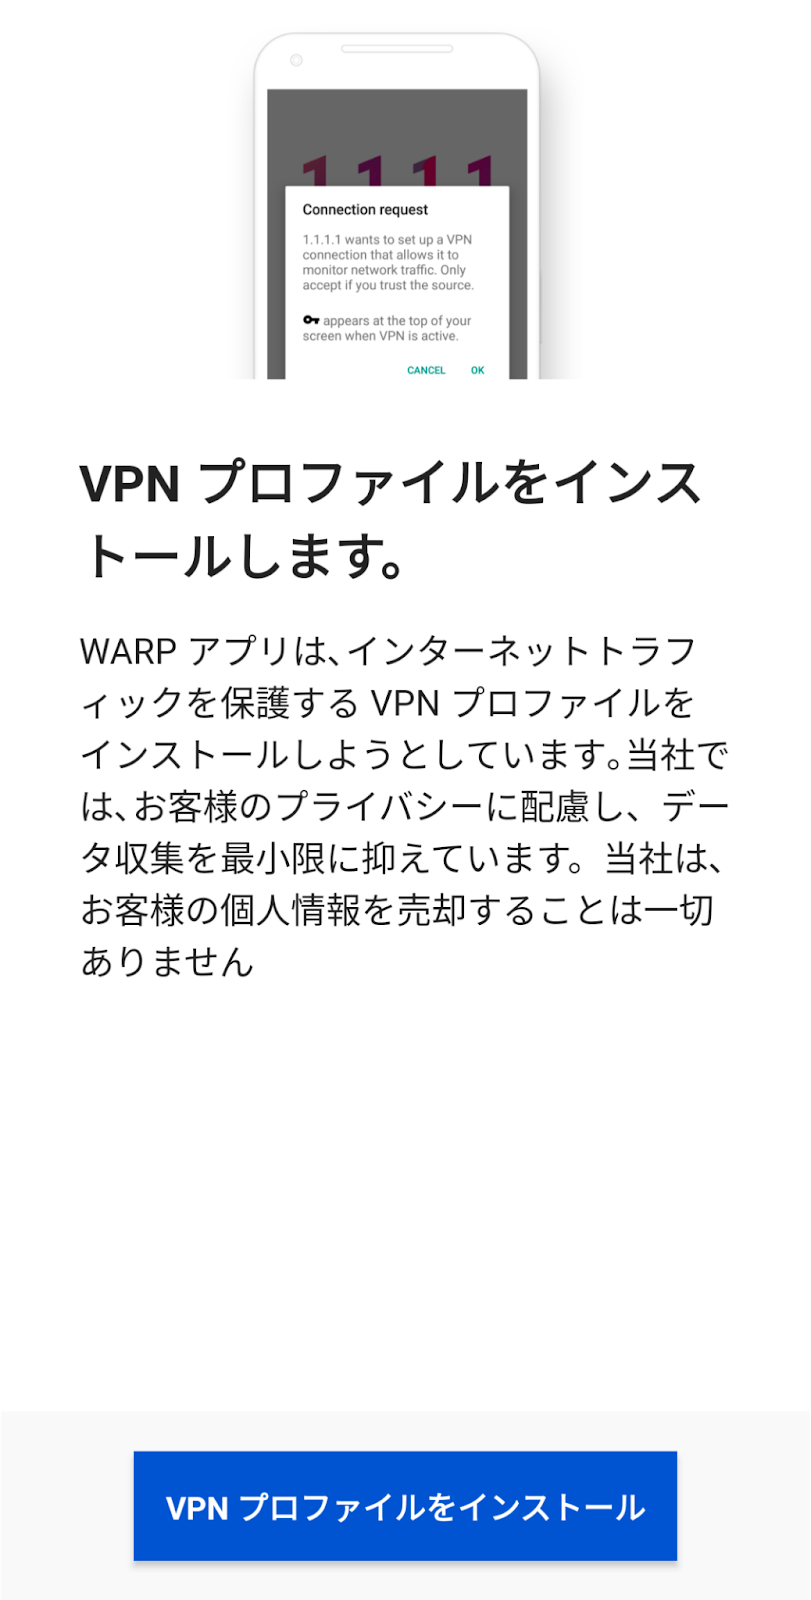 1.1.1.1
Connection request
1.1.1.1 wants to set up a VPN
connection that allows it to
monitor network traffic. Only
accept if you trust the source.
appears at the top of your
screen when VPN is active.
CANCEL OK
VPN プロファイルをインス
トールします。
WARP アプリは、インターネットトラフ
ィックを保護する VPN プロファイルを
インストールしようとしています。当社で
は、お客様のプライバシーに配慮し、デー
タ収集を最小限に抑えています。当社は、
お客様の個人情報を売却することは一切
ありません
VPN プロファイルをインストール